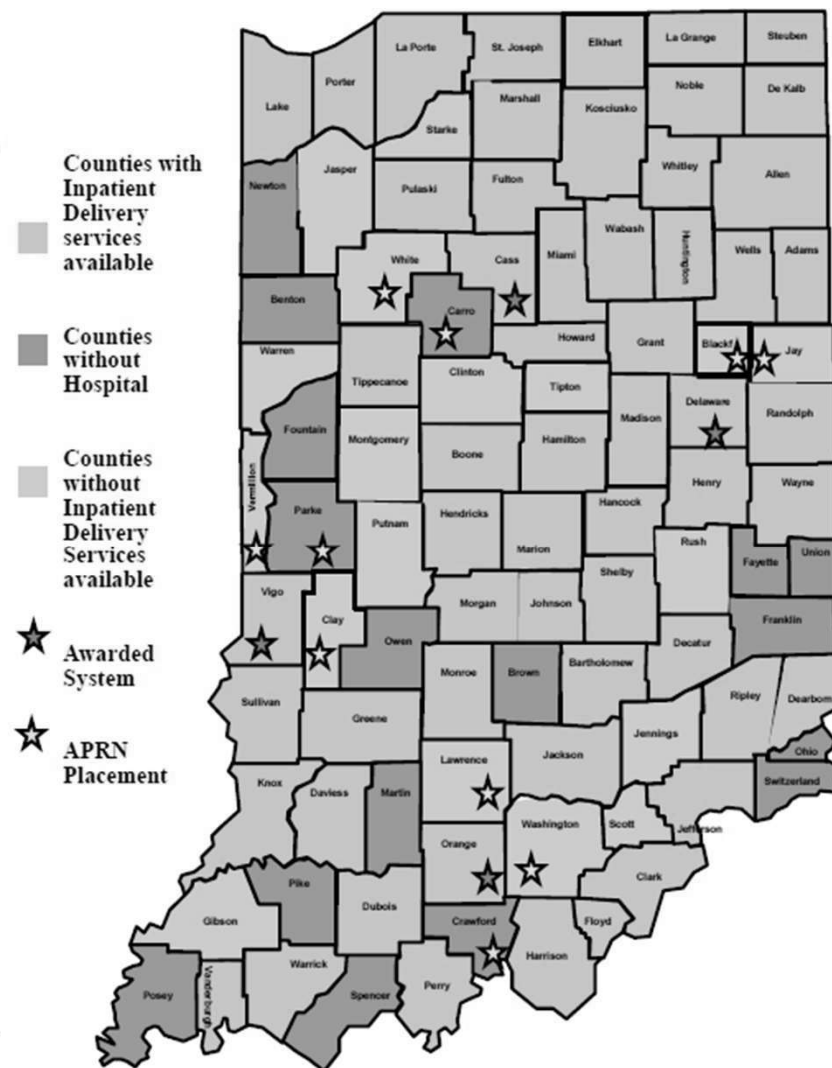 Counties with
Inpatient
Delivery
services
available
Counties
without
Hospital
Counties
without
Inpatient
Delivery
Services
available
Awarded
System
APRN
Placement
La Porte
St. Joseph
Elkhart
La Grange
Steuben
Lake
Porter
Starke
Marshall
Kosciusko
Noble
De Kalb
Newton
Jasper
Pulaski
Fulton
Whitley
Allen
White
Cass
Miami
Wabash
Huntington
Wells
Adams
Benton
Carro
Howard
Grant
Blackf
Jay
Warren
Tippecanoe
Clinton
Tipton
Madison
Delaware
Randolph
Fountain
Montgomery
Boone
Hamilton
Vermillion
Parke
Putnam
Hendricks
Marion
Hancock
Henry
Wayne
Rush
Fayette
Union
Vigo
Clay
Owen
Morgan
Johnson
Shelby
Franklin
Decatur
Sullivan
Greene
Monroe
Brown
Bartholomew
Ripley
Dearborn
Jennings
Ohio
Knox
Daviess
Martin
Lawrence
Jackson
Switzerland
Orange
Washington
Scott
Jefferson
Clark
Gibson
Pike
Dubois
Crawford
Floyd
Harrison
Posey
Vanderburgh
Warrick
Spencer
Perry